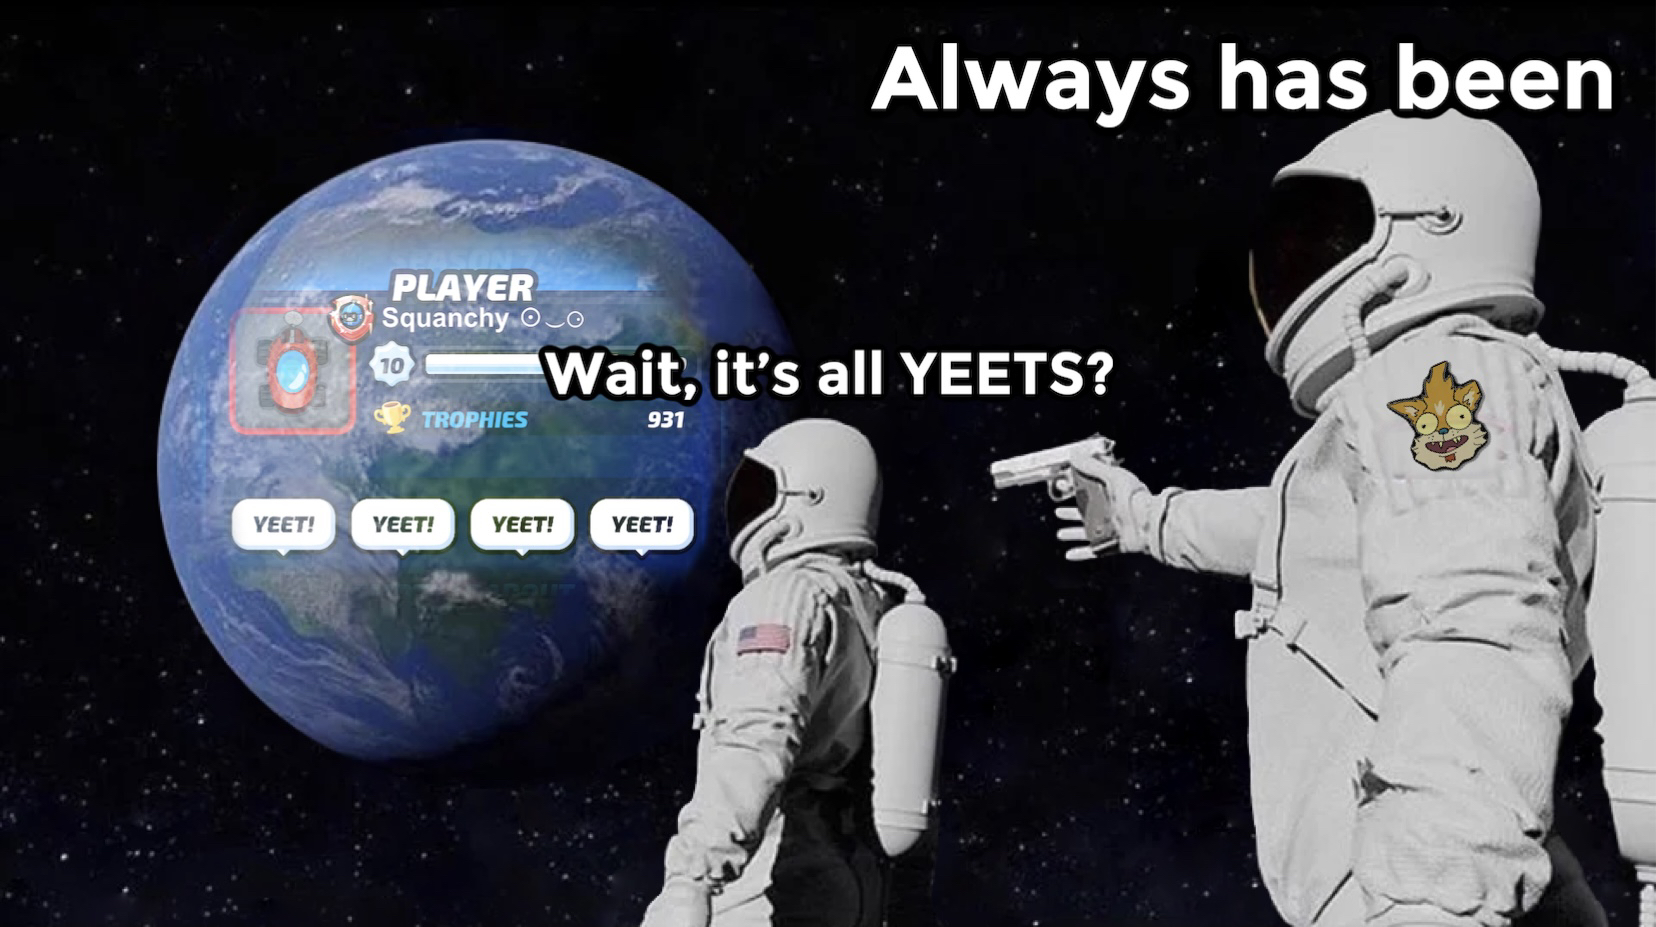 Always has been
PLAYER
Squanchy ⊙‿⊙
Wait, it's all YEETS?
10
TROPHIES 931
YEET! YEET! YEET! YEET!